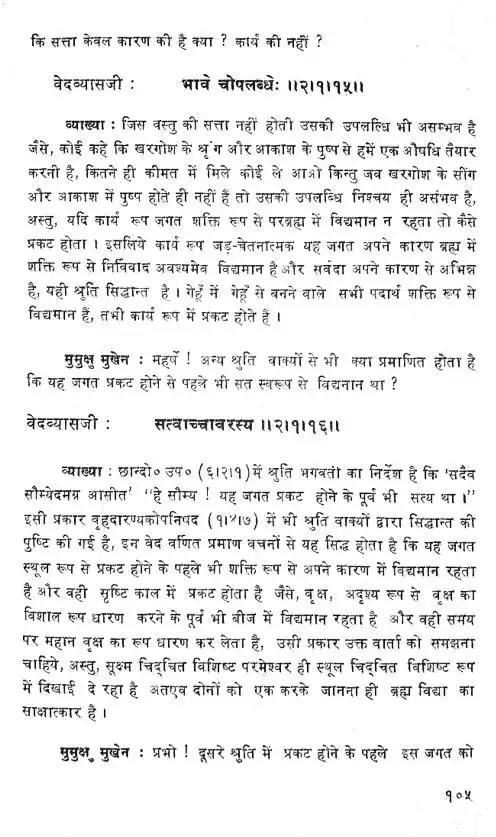 कि सत्ता केवल कारण की है क्या ? कार्य की नहीं ?
वेदव्यासजी : भावे चोपलब्धेः ॥२।१।१५॥
व्याख्या : जिस वस्तु की सत्ता नहीं होती उसकी उपलब्धि भी असम्भव है
जैसे, कोई कहे कि खरगोश के श्रृंग और आकाश के पुष्प से हमें एक औषधि तैयार
करनी है, कितने ही कीमत में मिले कोई ले आओ किन्तु जब खरगोश के सींग
और आकाश में पुष्प होते ही नहीं हैं तो उसकी उपलब्धि निश्चय ही असंभव है,
अस्तु, यदि कार्य रूप जगत शक्ति रूप से परब्रह्म में विद्यमान न रहता तो कैसे
प्रकट होता । इसलिये कार्य रूप जड़-चेतनात्मक यह जगत अपने कारण ब्रह्म में
शक्ति रूप से निर्विवाद अवश्यमेव विद्यमान है और सर्वदा अपने कारण से अभिन्न
है, यही श्रुति सिद्धान्त है । गेहूँ में गेहूँ से बनने वाले सभी पदार्थ शक्ति रूप से
विद्यमान हैं, तभी कार्य रूप में प्रकट होते हैं ।
मुमुक्षु मुखेन : महर्षे ! अन्य श्रुति वाक्यों से भी क्या प्रमाणित होता है
कि यह जगत प्रकट होने से पहले भी सत स्वरूप से विद्यनान था ?
वेदव्यासजी : सत्वाच्चावरस्य ॥२।१।१६॥
व्याख्या : छान्दो० उप० (६।२।१) में श्रुति भगवती का निर्देश है कि 'सदैव
सौम्येदमग्र आसीत' "हे सौम्य ! यह जगत प्रकट होने के पूर्व भी सत्य था ।"
इसी प्रकार वृहदारण्यकोपनिषद (१।४।७) में भी श्रुति वाक्यों द्वारा सिद्धान्त की
पुष्टि की गई है, इन वेद वर्णित प्रमाण वचनों से यह सिद्ध होता है कि यह जगत
स्थूल रूप से प्रकट होने के पहले भी शक्ति रूप से अपने कारण में विद्यमान रहता
है और वही सृष्टि काल में प्रकट होता है जैसे, वृक्ष, अदृश्य रूप से वृक्ष का
विशाल रूप धारण करने के पूर्व भी बीज में विद्यमान रहता है और वही समय
पर महान वृक्ष का रूप धारण कर लेता है, उसी प्रकार उक्त वार्ता को समझना
चाहिये, अस्तु, सूक्ष्म चिद्चित विशिष्ट परमेश्वर ही स्थूल चिद्चित विशिष्ट रूप
में दिखाई दे रहा है अतएव दोनों को एक करके जानना ही ब्रह्म विद्या का
साक्षात्कार है ।
मुमुक्षु मुखेन : प्रभो ! दूसरे श्रुति में प्रकट होने के पहले इस जगत को
१०५